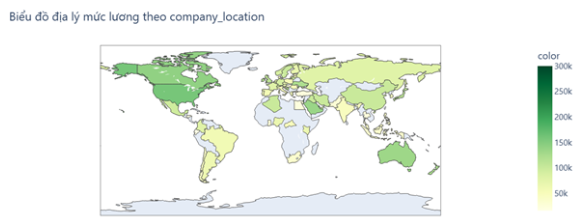 Biểu đồ địa lý mức lương theo company_location
color
300k
250k
200k
150k
100k
50k